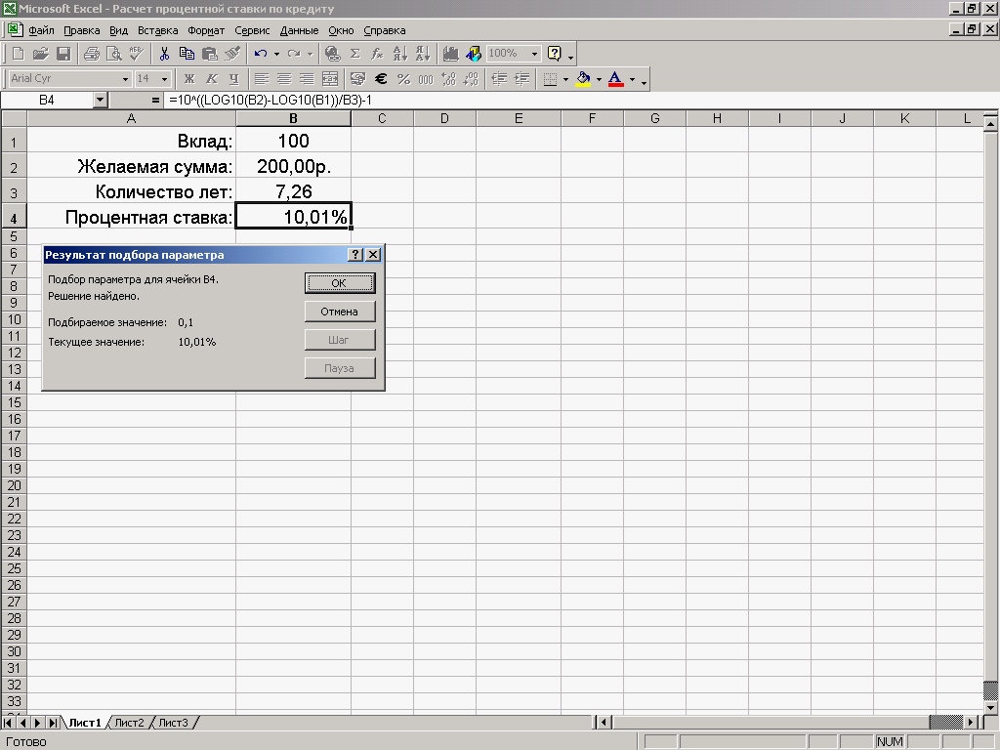 Microsoft Excel - Расчет процентной ставки по кредиту
Файл Правка Вид Вставка Формат Сервис Данные Окно Справка
100%
Arial Cyr 14 Ж К Ч € % 000
B4 = =10^((LOG10(B2)-LOG10(B1))/B3)-1
A B C D E F G H I J K L
1 Вклад: 100
2 Желаемая сумма: 200,00р.
3 Количество лет: 7,26
4 Процентная ставка: 10,01%
5
6
7
8
9
10
11
12
13
14
15
16
17
18
19
20
21
22
23
24
25
26
27
28
29
30
31
32
33
Результат подбора параметра
Подбор параметра для ячейки B4.
Решение найдено.
Подбираемое значение: 0,1
Текущее значение: 10,01%
ОК
Отмена
Шаг
Пауза
Лист1 Лист2 Лист3
Готово NUM